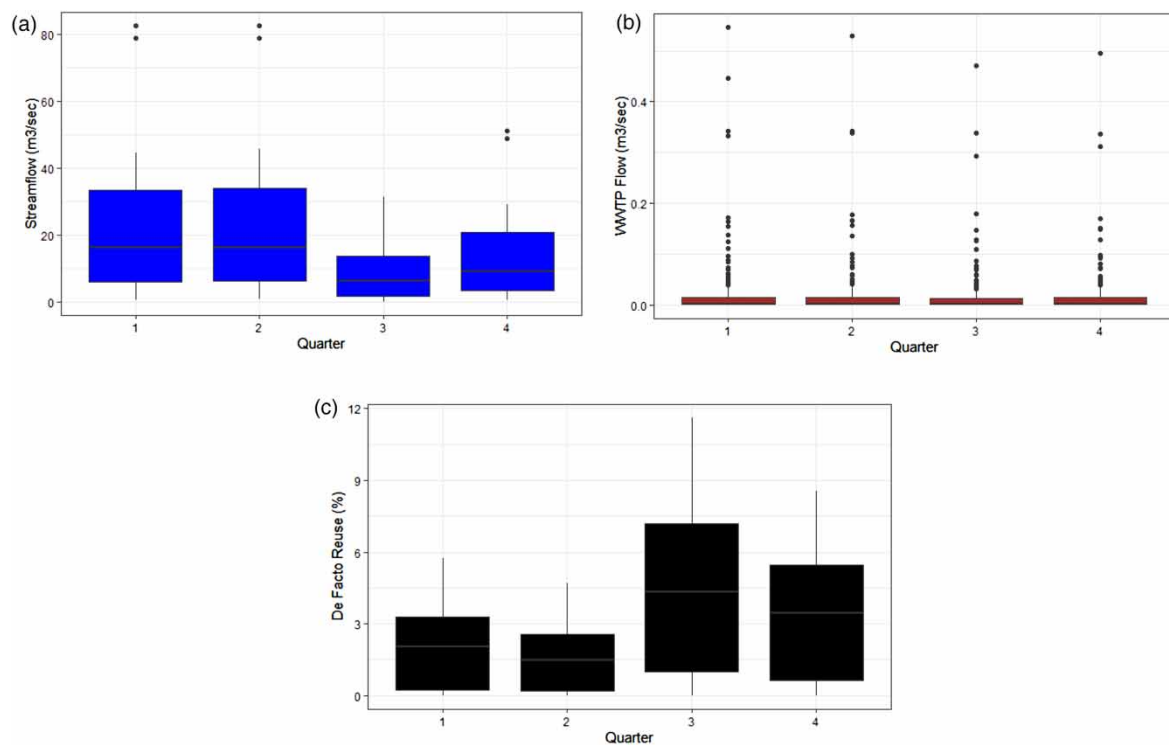 (a)
80
60
40
20
0
Streamflow (m3/sec)
1 2 3 4
Quarter
(b)
0.4
0.2
0.0
WWTP Flow (m3/sec)
1 2 3 4
Quarter
(c)
12
9
6
3
0
De Facto Reuse (%)
1 2 3 4
Quarter